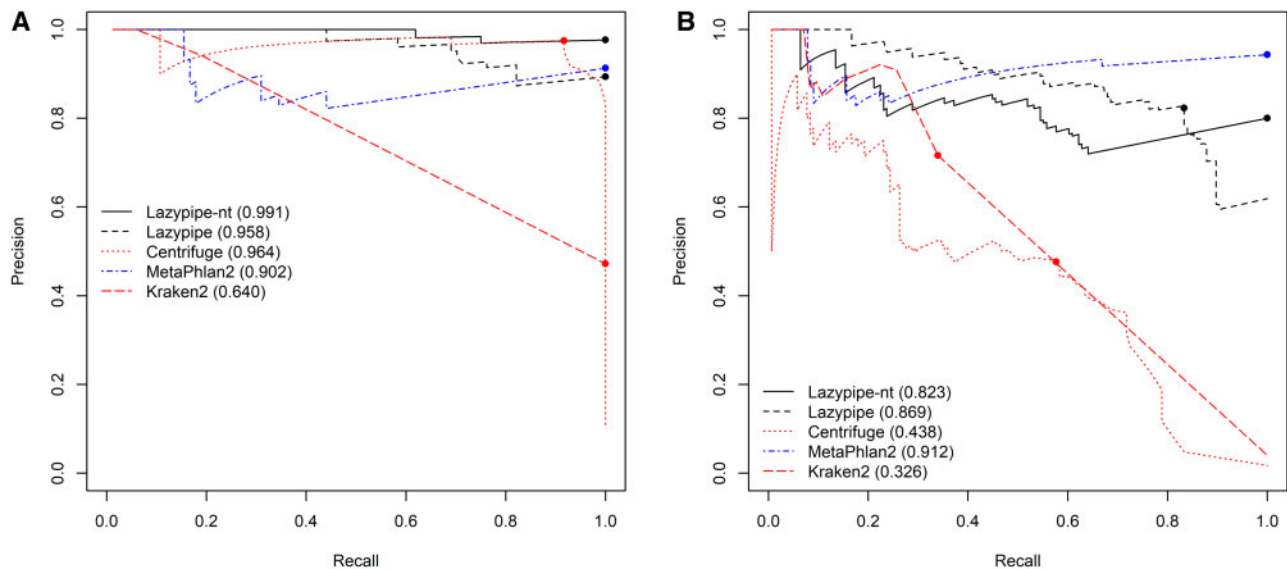 A
Precision
1.0
0.8
0.6
0.4
0.2
0.0
Lazypipe-nt (0.991)
Lazypipe (0.958)
Centrifuge (0.964)
MetaPhlan2 (0.902)
Kraken2 (0.640)
0.0 0.2 0.4 0.6 0.8 1.0
Recall
B
Precision
1.0
0.8
0.6
0.4
0.2
0.0
Lazypipe-nt (0.823)
Lazypipe (0.869)
Centrifuge (0.438)
MetaPhlan2 (0.912)
Kraken2 (0.326)
0.0 0.2 0.4 0.6 0.8 1.0
Recall